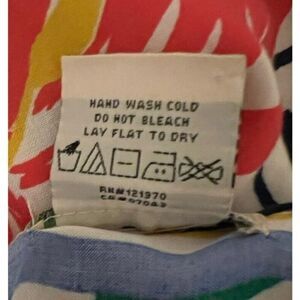 HAND WASH COLD
DO NOT BLEACH
LAY FLAT TO DRY
RN#121970